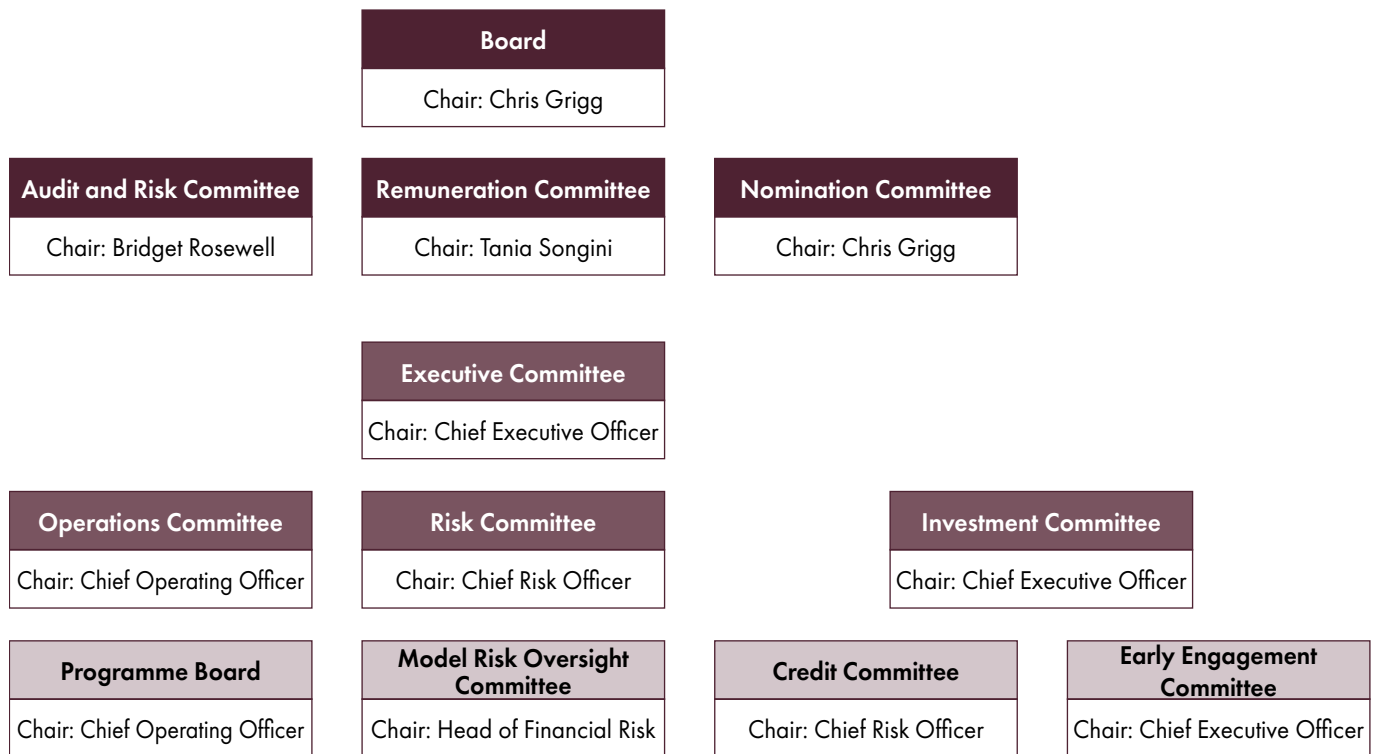 Board
Chair: Chris Grigg
Audit and Risk Committee
Chair: Bridget Rosewell
Remuneration Committee
Chair: Tania Songini
Nomination Committee
Chair: Chris Grigg
Executive Committee
Chair: Chief Executive Officer
Operations Committee
Chair: Chief Operating Officer
Risk Committee
Chair: Chief Risk Officer
Investment Committee
Chair: Chief Executive Officer
Programme Board
Chair: Chief Operating Officer
Model Risk Oversight
Committee
Chair: Head of Financial Risk
Credit Committee
Chair: Chief Risk Officer
Early Engagement
Committee
Chair: Chief Executive Officer